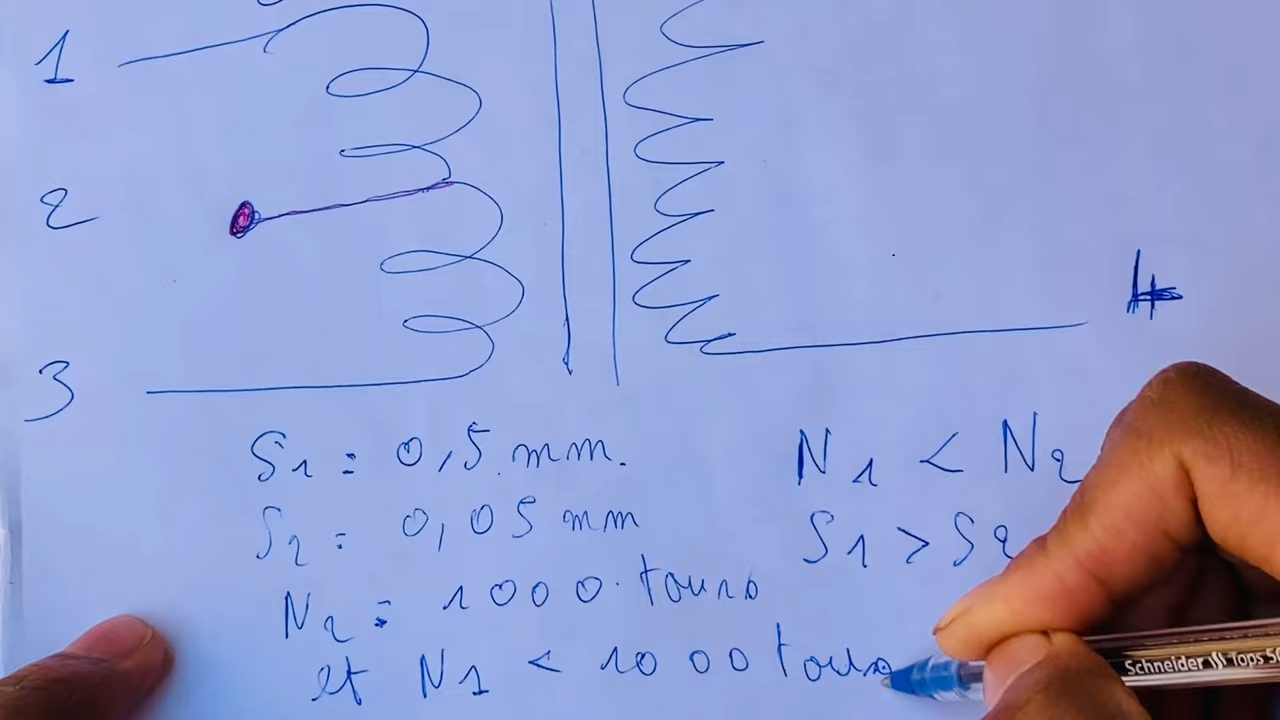 1
2
3
4
S1 = 0,5 mm.
S2 = 0,05 mm
N2 = 1000 tours
et N1 < 1000 tours
N1 < N2
S1 > S2
Schneider Tops 50